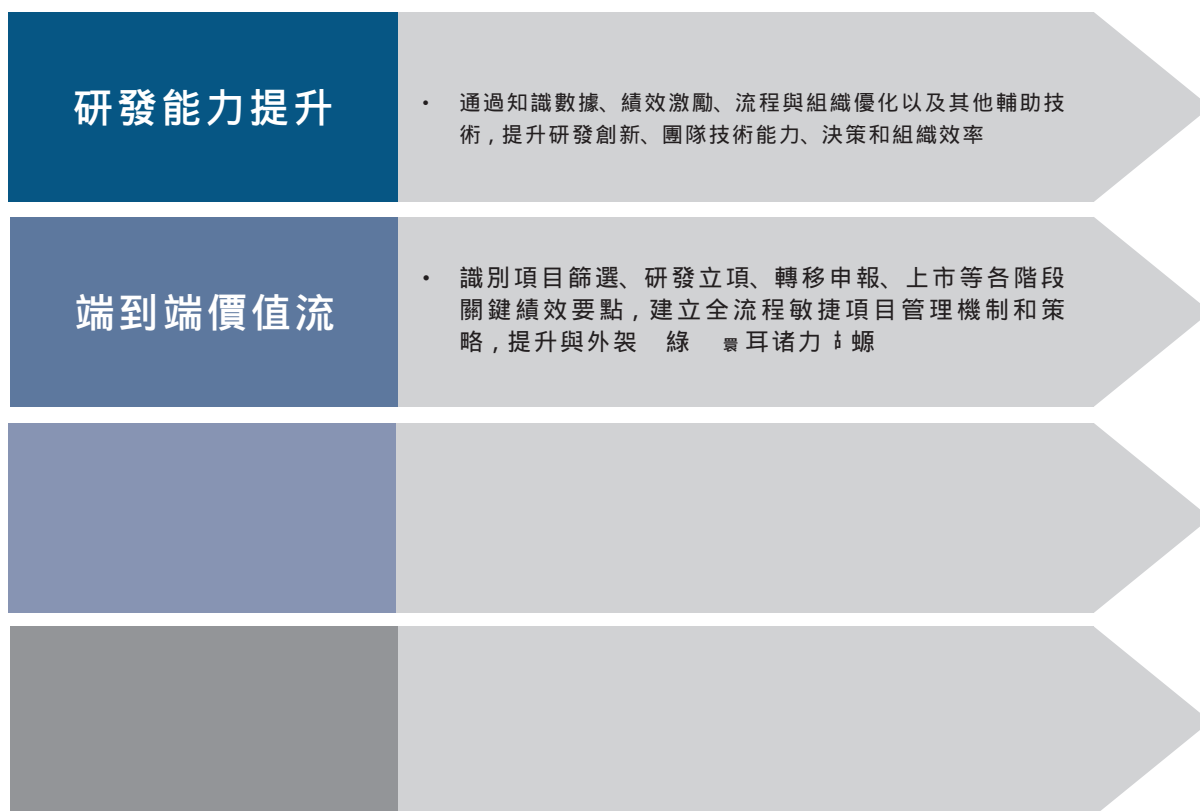 研發能力提升
• 通過知識數據、績效激勵、流程與組織優化以及其他輔助技
術,提升研發創新、團隊技術能力、決策和組織效率
端到端價值流
• 識別項目篩選、研發立項、轉移申報、上市等各階段
關鍵績效要點,建立全流程敏捷項目管理機制和策
略,提升與外袈 綠 耳诸力 螈